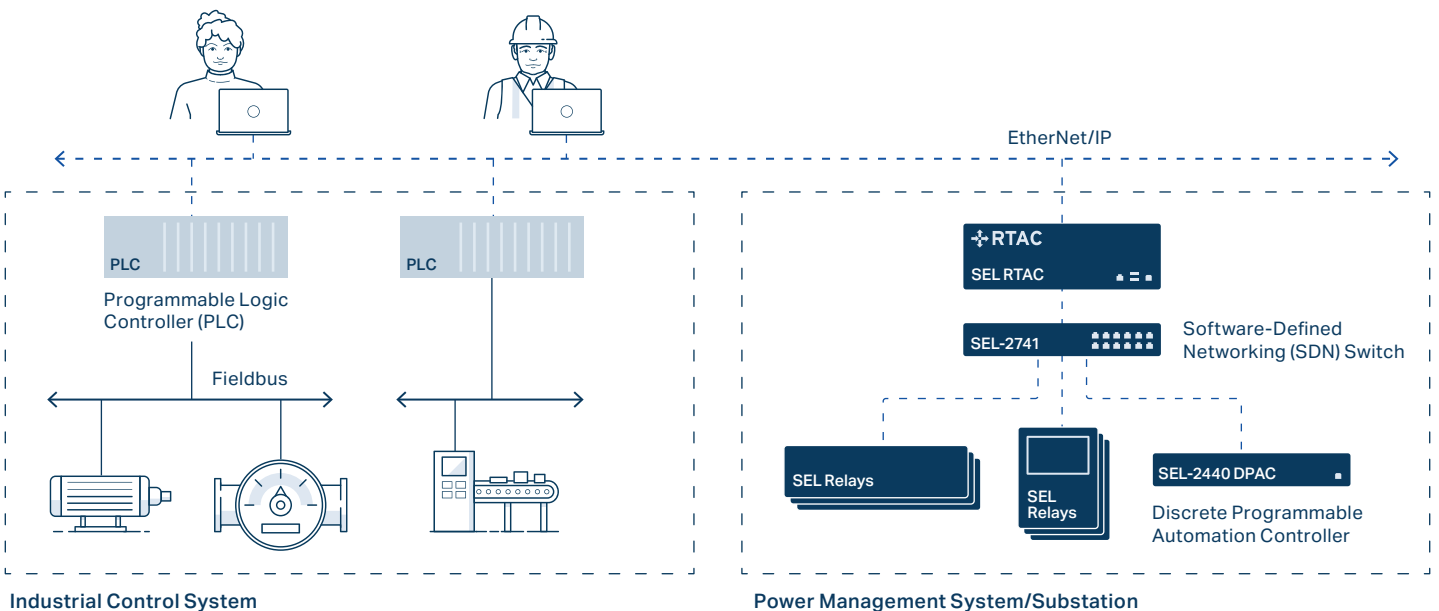 EtherNet/IP
PLC
Programmable Logic
Controller (PLC)
Fieldbus
PLC
Industrial Control System
RTAC
SEL RTAC
SEL-2741
Software-Defined
Networking (SDN) Switch
SEL Relays
SEL
Relays
SEL-2440 DPAC
Discrete Programmable
Automation Controller
Power Management System/Substation